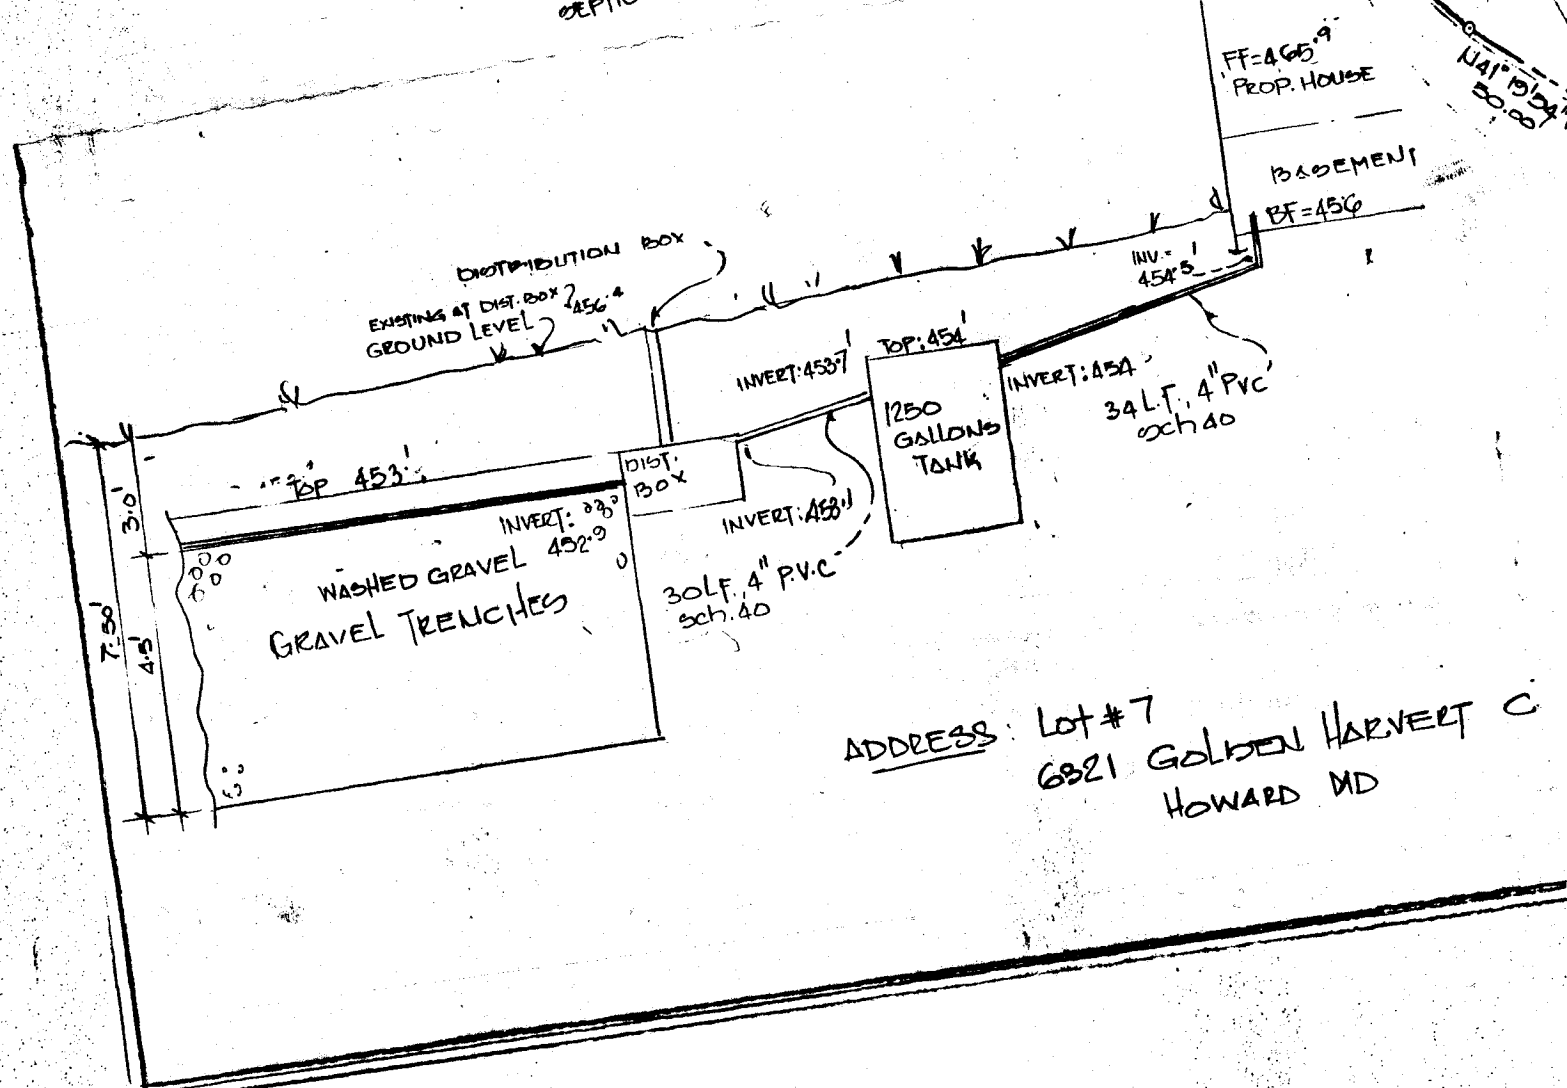 FF=465.9
PROP. HOUSE
N41°19'54"
50.00'
BASEMENT
BF=456
DISTRIBUTION BOX
EXISTING AT DIST. BOX
GROUND LEVEL
456.4
INV.=
454.5'
INVERT:453.7'
TOP:454'
INVERT:454
34 L.F., 4" PVC
sch 40
1250
GALLONS
TANK
TOP 453'
DIST.
BOX
INVERT:
452.9
INVERT:453.1
30 L.F., 4" P.V.C
sch.40
WASHED GRAVEL
GRAVEL TRENCHES
3.0'
7.50'
4.5'
ADDRESS: Lot #7
6321 GOLDEN HARVERT C
HOWARD MD